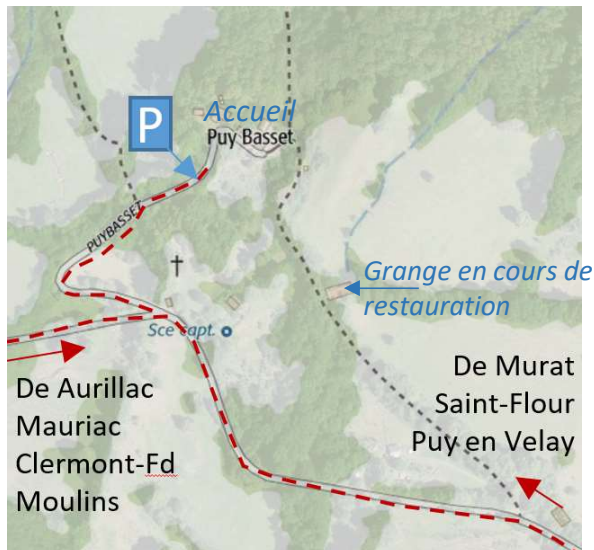 P
Accueil
Puy Basset
PUYBASSET
Grange en cours de
restauration
Sce capt.
De Aurillac
Mauriac
Clermont-Fd
Moulins
De Murat
Saint-Flour
Puy en Velay